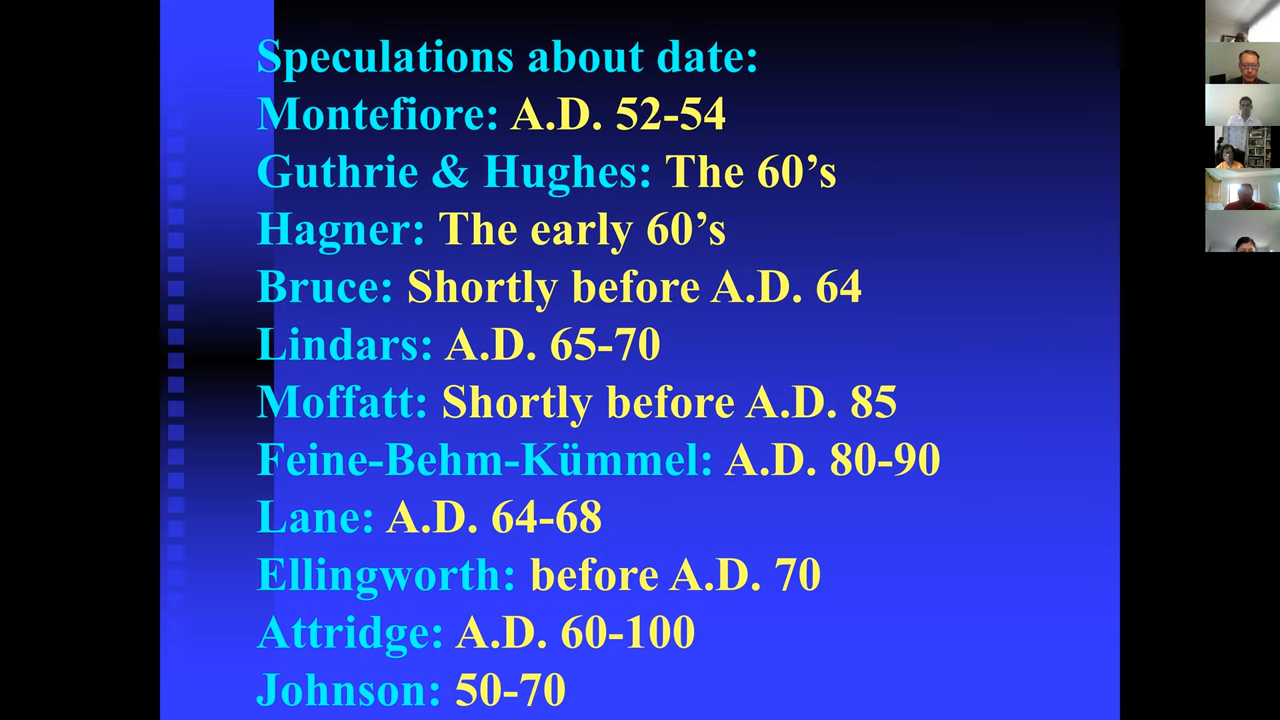 Speculations about date:
Montefiore: A.D. 52-54
Guthrie & Hughes: The 60’s
Hagner: The early 60’s
Bruce: Shortly before A.D. 64
Lindars: A.D. 65-70
Moffatt: Shortly before A.D. 85
Feine-Behm-Kümmel: A.D. 80-90
Lane: A.D. 64-68
Ellingworth: before A.D. 70
Attridge: A.D. 60-100
Johnson: 50-70